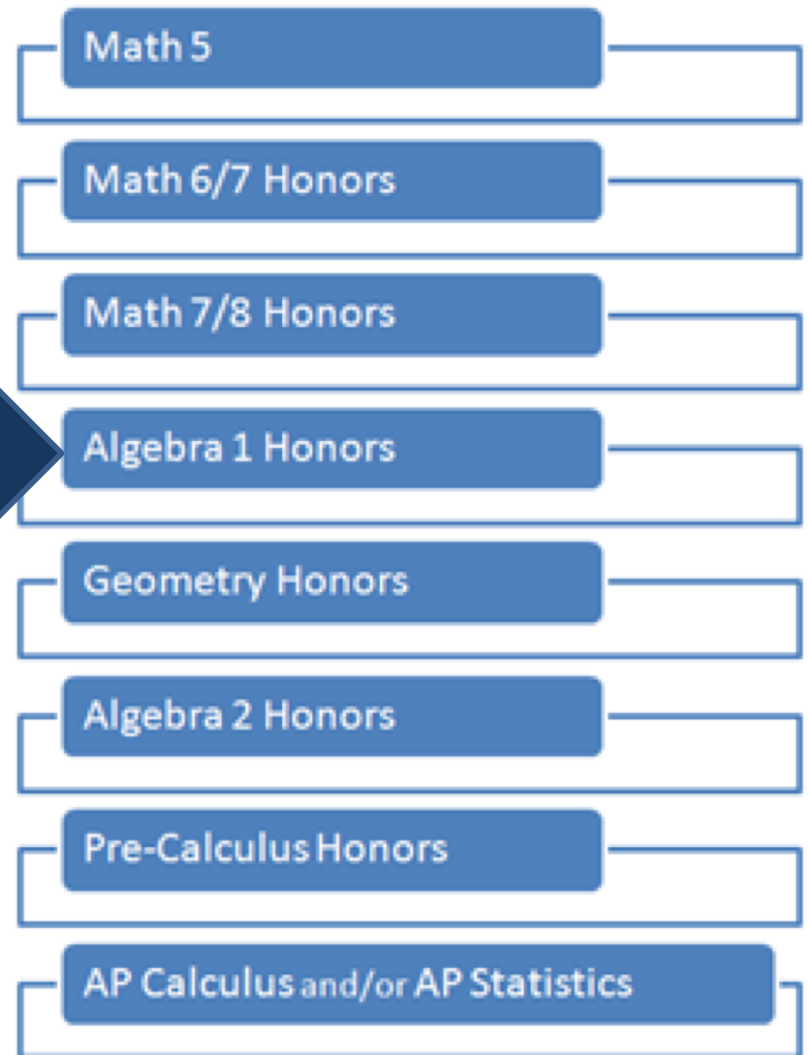 Math 5
Math 6/7 Honors
Math 7/8 Honors
Algebra 1 Honors
Geometry Honors
Algebra 2 Honors
Pre-Calculus Honors
AP Calculus and/or AP Statistics